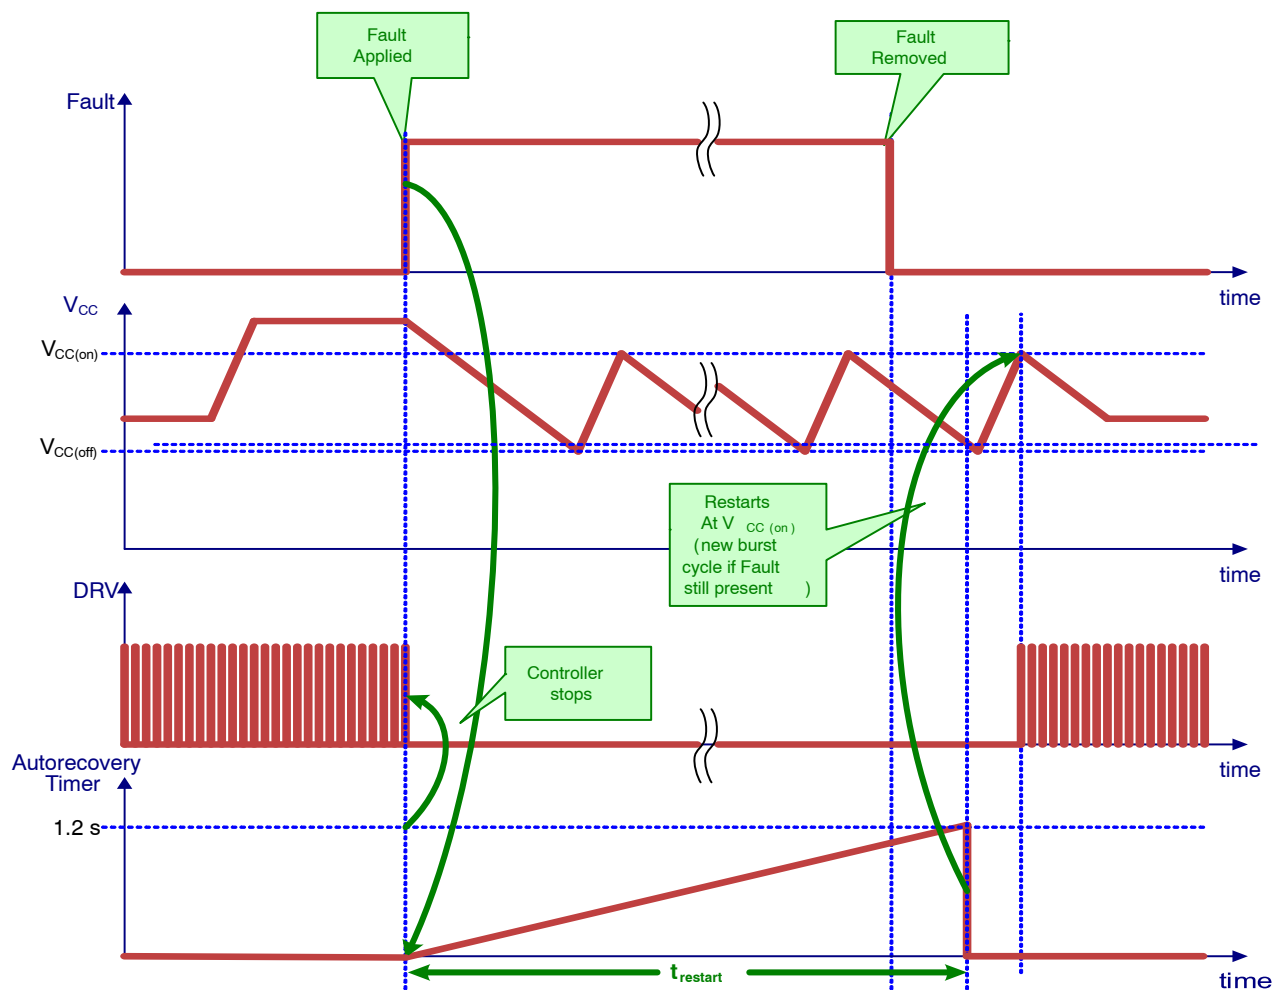 Fault
Applied
Fault
Removed
Fault
time
VCC
VCC(on)
VCC(off)
Restarts
At V CC (on)
(new burst
cycle if Fault
still present )
time
DRV
Controller
stops
Autorecovery
Timer
time
1.2 s
trestart
time